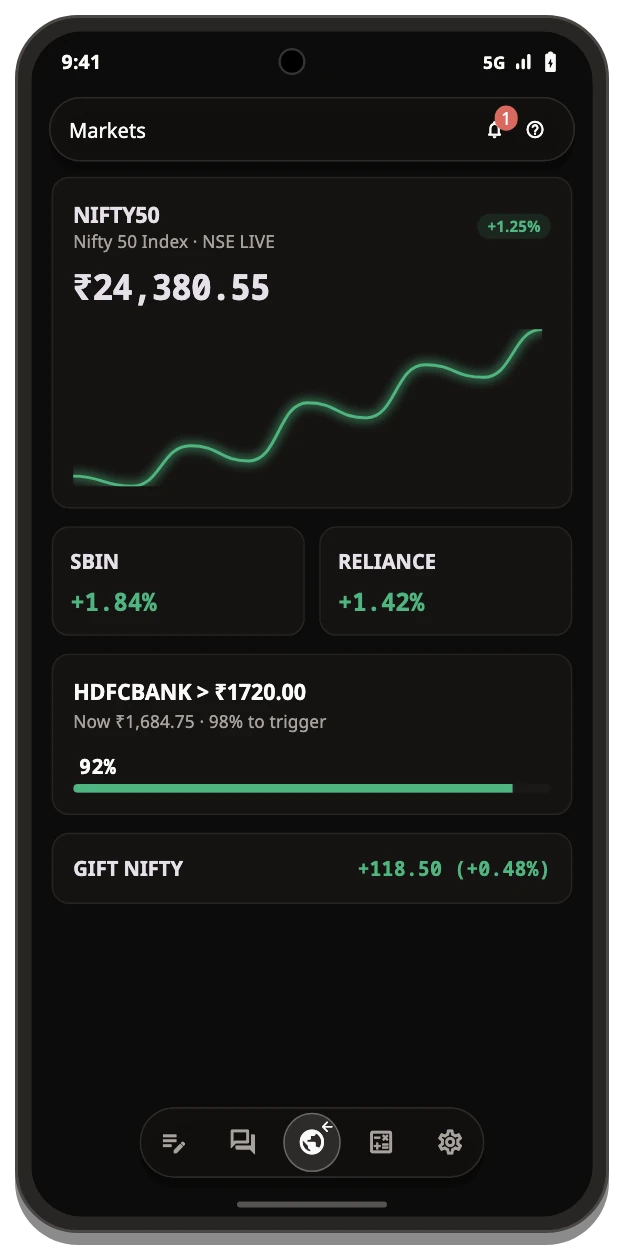 9:41
5G
Markets
1
NIFTY50
Nifty 50 Index · NSE LIVE
+1.25%
₹24,380.55
SBIN
+1.84%
RELIANCE
+1.42%
HDFCBANK > ₹1720.00
Now ₹1,684.75 · 98% to trigger
92%
GIFT NIFTY
+118.50 (+0.48%)